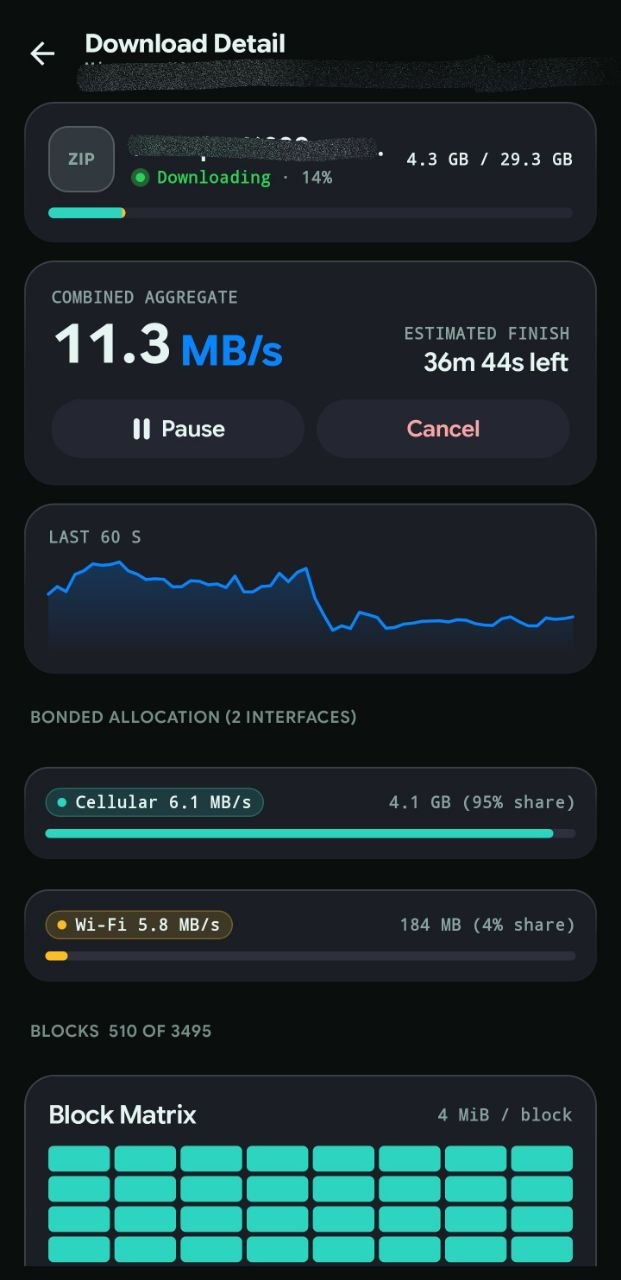 Download Detail
ZIP
4.3 GB / 29.3 GB
Downloading · 14%
COMBINED AGGREGATE
11.3 MB/s
ESTIMATED FINISH
36m 44s left
Pause
Cancel
LAST 60 S
BONDED ALLOCATION (2 INTERFACES)
Cellular 6.1 MB/s
4.1 GB (95% share)
Wi-Fi 5.8 MB/s
184 MB (4% share)
BLOCKS 510 OF 3495
Block Matrix
4 MiB / block